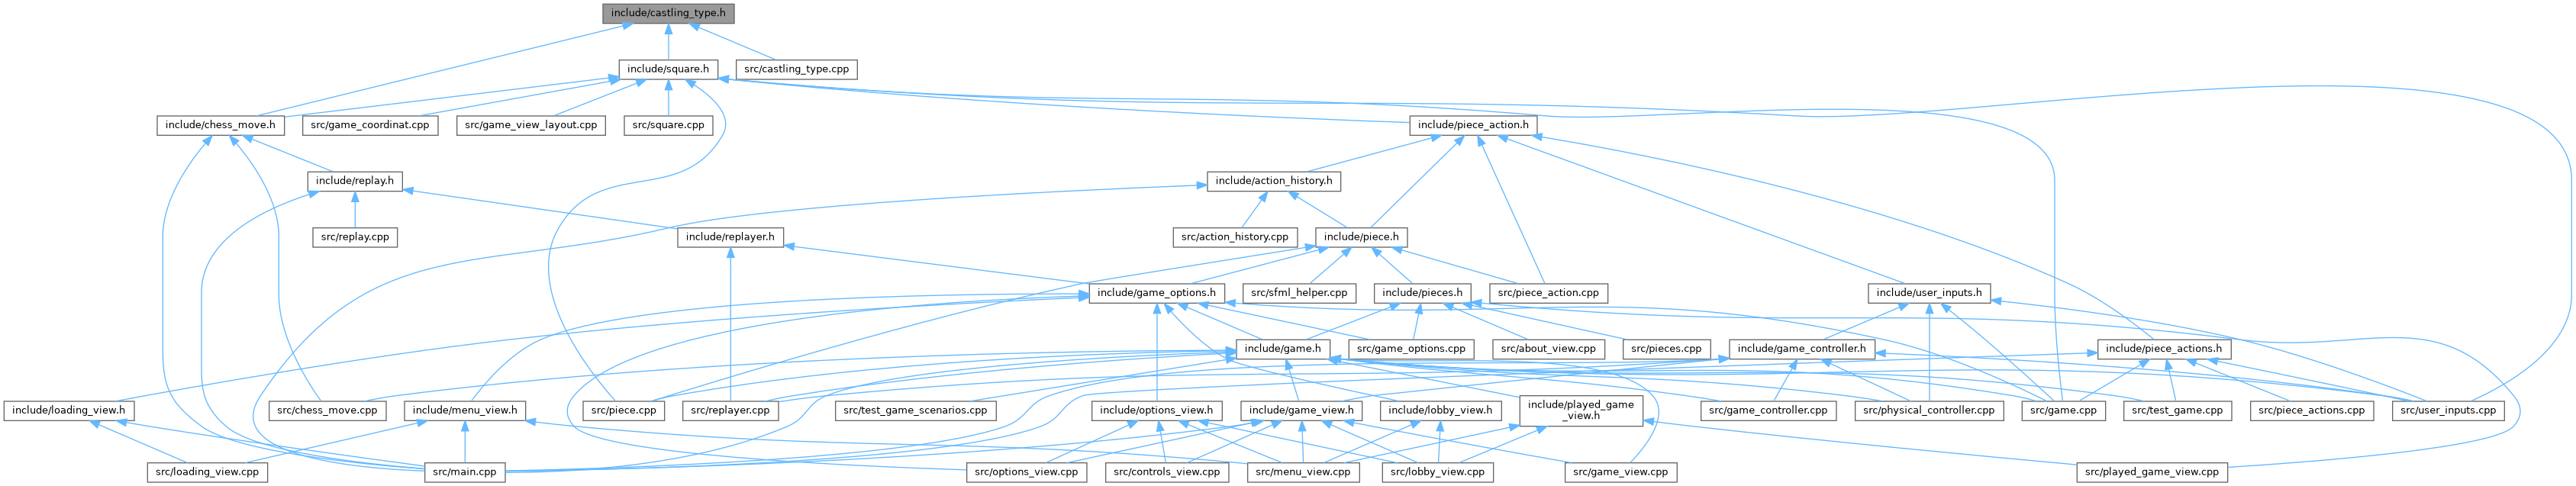 include/castling_type.h
include/square.h
src/castling_type.cpp
include/chess_move.h
src/game_coordinat.cpp
src/game_view_layout.cpp
src/square.cpp
include/piece_action.h
include/replay.h
include/action_history.h
src/replay.cpp
include/replayer.h
src/action_history.cpp
include/piece.h
include/game_options.h
src/sfml_helper.cpp
include/pieces.h
src/piece_action.cpp
include/user_inputs.h
include/game.h
src/game_options.cpp
src/about_view.cpp
src/pieces.cpp
include/game_controller.h
include/piece_actions.h
include/loading_view.h
src/chess_move.cpp
include/menu_view.h
src/piece.cpp
src/replayer.cpp
src/test_game_scenarios.cpp
include/options_view.h
include/game_view.h
include/lobby_view.h
include/played_game
_view.h
src/game_controller.cpp
src/physical_controller.cpp
src/game.cpp
src/test_game.cpp
src/piece_actions.cpp
src/user_inputs.cpp
src/loading_view.cpp
src/main.cpp
src/options_view.cpp
src/controls_view.cpp
src/menu_view.cpp
src/lobby_view.cpp
src/game_view.cpp
src/played_game_view.cpp